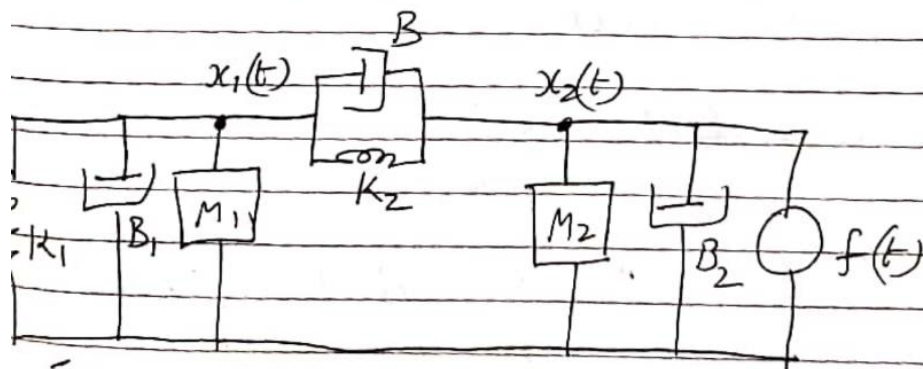 B
x₁(t) x₂(t)
K₂
K₁ B₁ M₁ M₂ B₂ f(t)